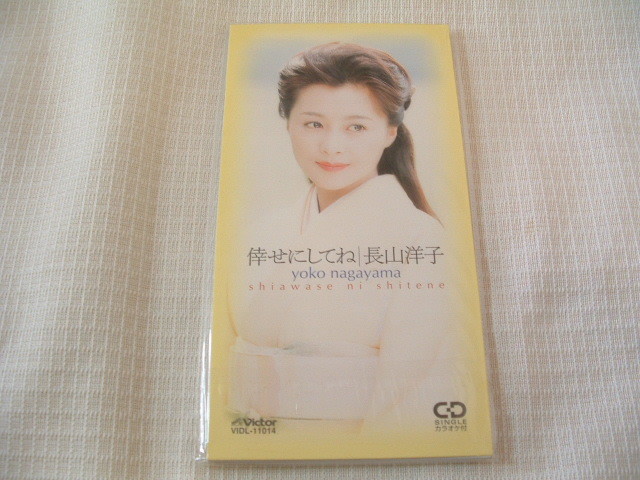 倖せにしてね|長山洋子
yoko nagayama
shiawase ni shitene
Victor
VIDL-11014
CD
SINGLE
カラオケ付